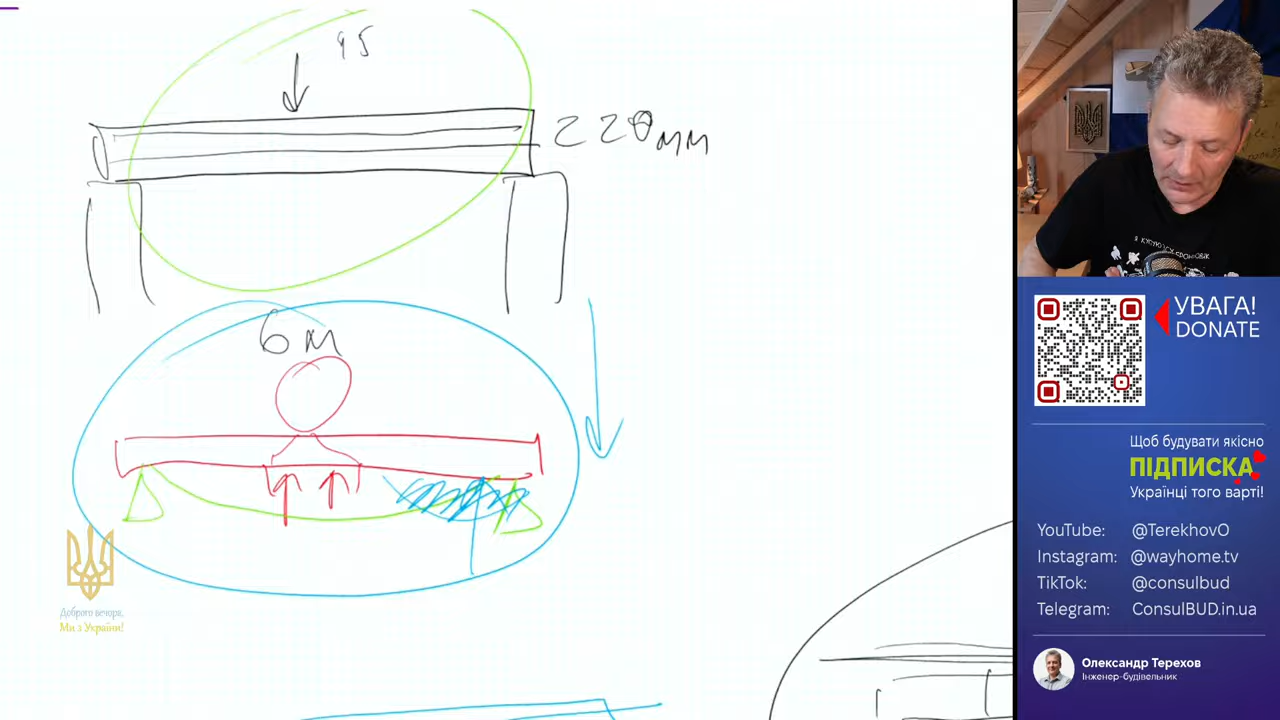 45
220мм
6м
Доброго вечора,
Ми з України!
УВАГА!
DONATE
Щоб будувати якісно
ПІДПИСКА
Українці того варті!
YouTube: @TerekhovO
Instagram: @wayhome.tv
TikTok: @consulbud
Telegram: ConsulBUD.in.ua
Олександр Терехов
Інженер-будівельник